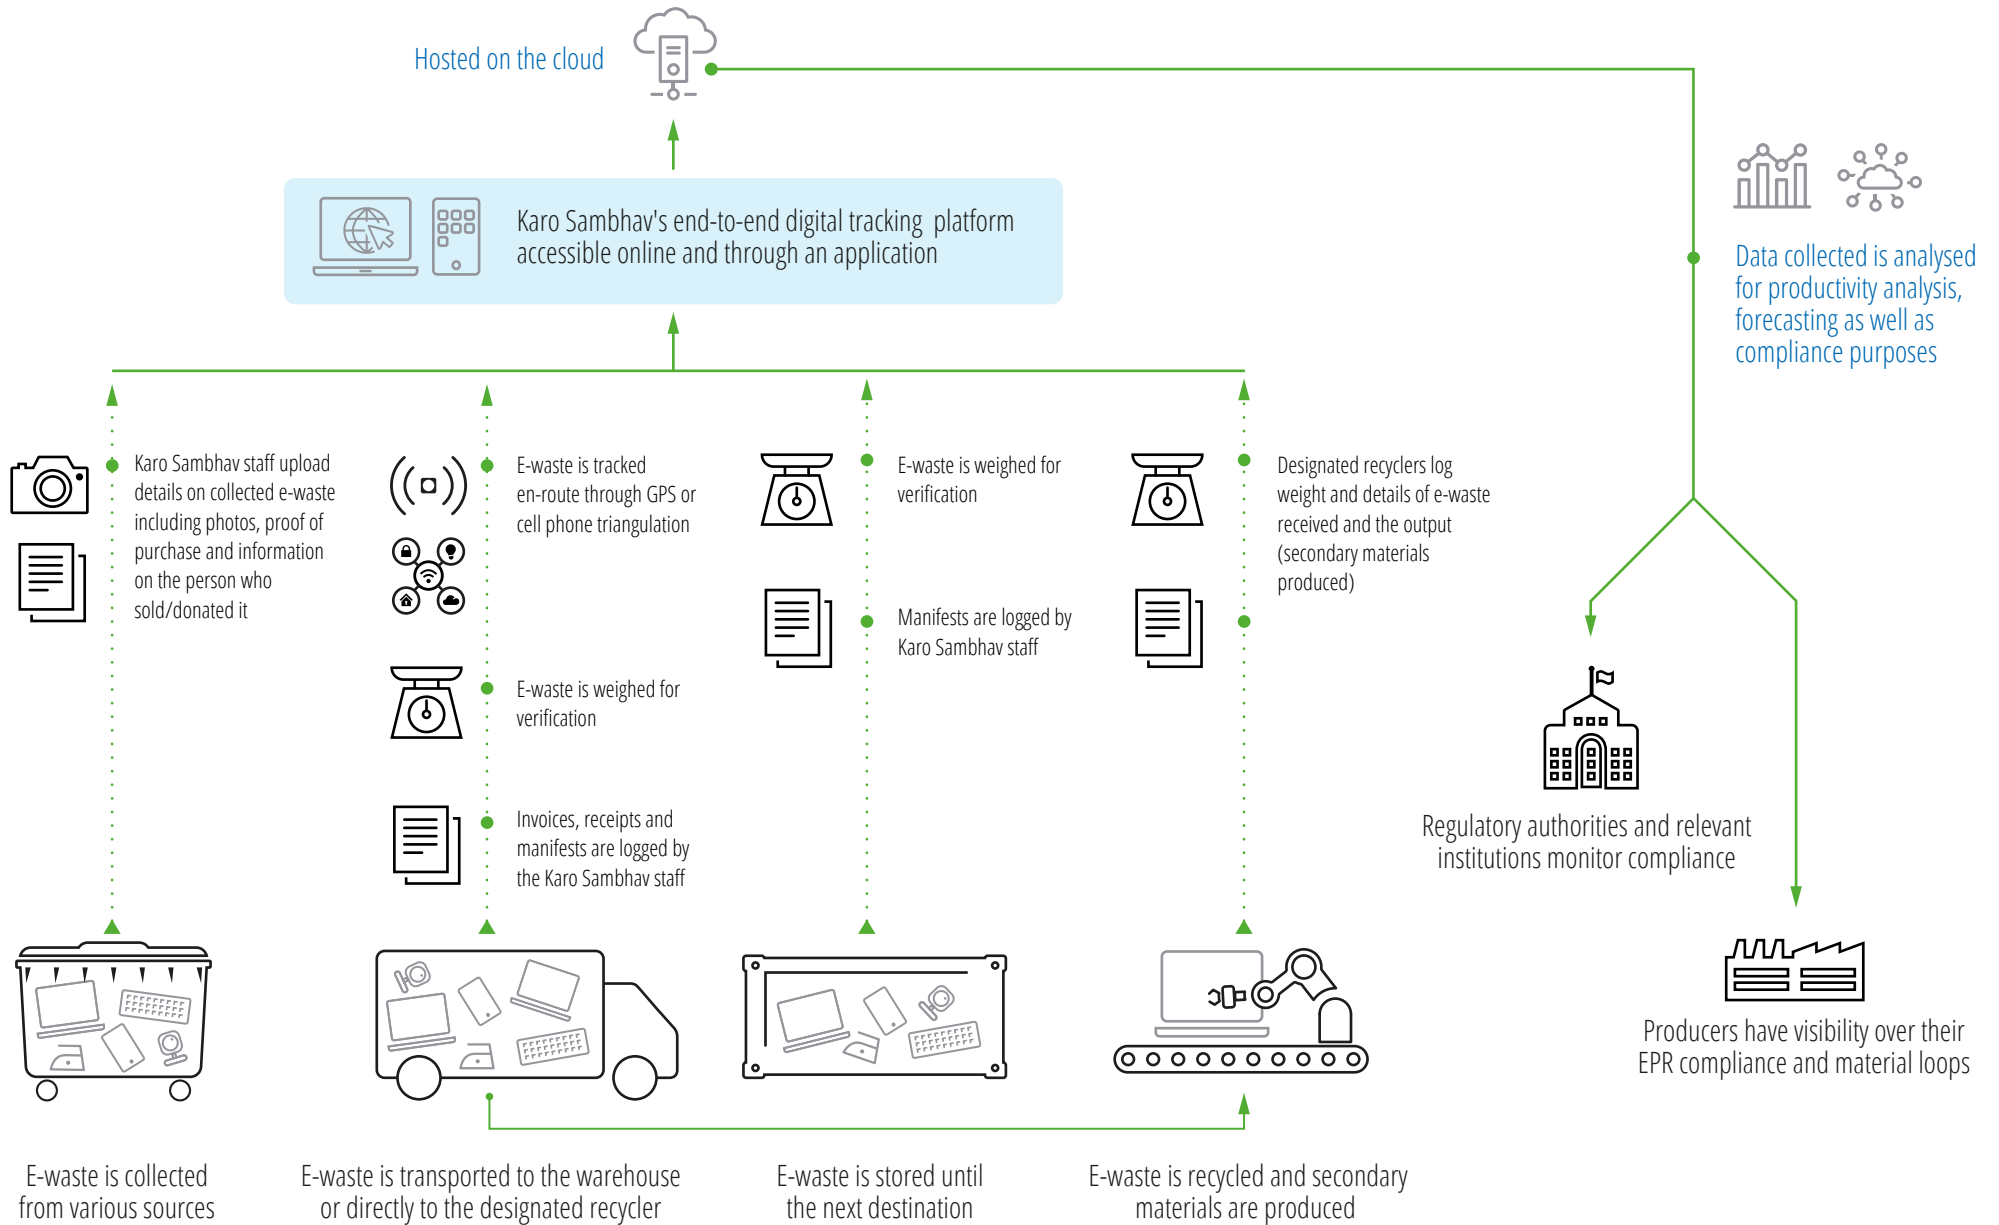 Hosted on the cloud
Karo Sambhav's end-to-end digital tracking platform
accessible online and through an application
Data collected is analysed
for productivity analysis,
forecasting as well as
compliance purposes
Karo Sambhav staff upload
details on collected e-waste
including photos, proof of
purchase and information
on the person who
sold/donated it
E-waste is tracked
en-route through GPS or
cell phone triangulation
E-waste is weighed for
verification
Invoices, receipts and
manifests are logged by
the Karo Sambhav staff
E-waste is weighed for
verification
Manifests are logged by
Karo Sambhav staff
Designated recyclers log
weight and details of e-waste
received and the output
(secondary materials
produced)
Regulatory authorities and relevant
institutions monitor compliance
Producers have visibility over their
EPR compliance and material loops
E-waste is collected
from various sources
E-waste is transported to the warehouse
or directly to the designated recycler
E-waste is stored until
the next destination
E-waste is recycled and secondary
materials are produced